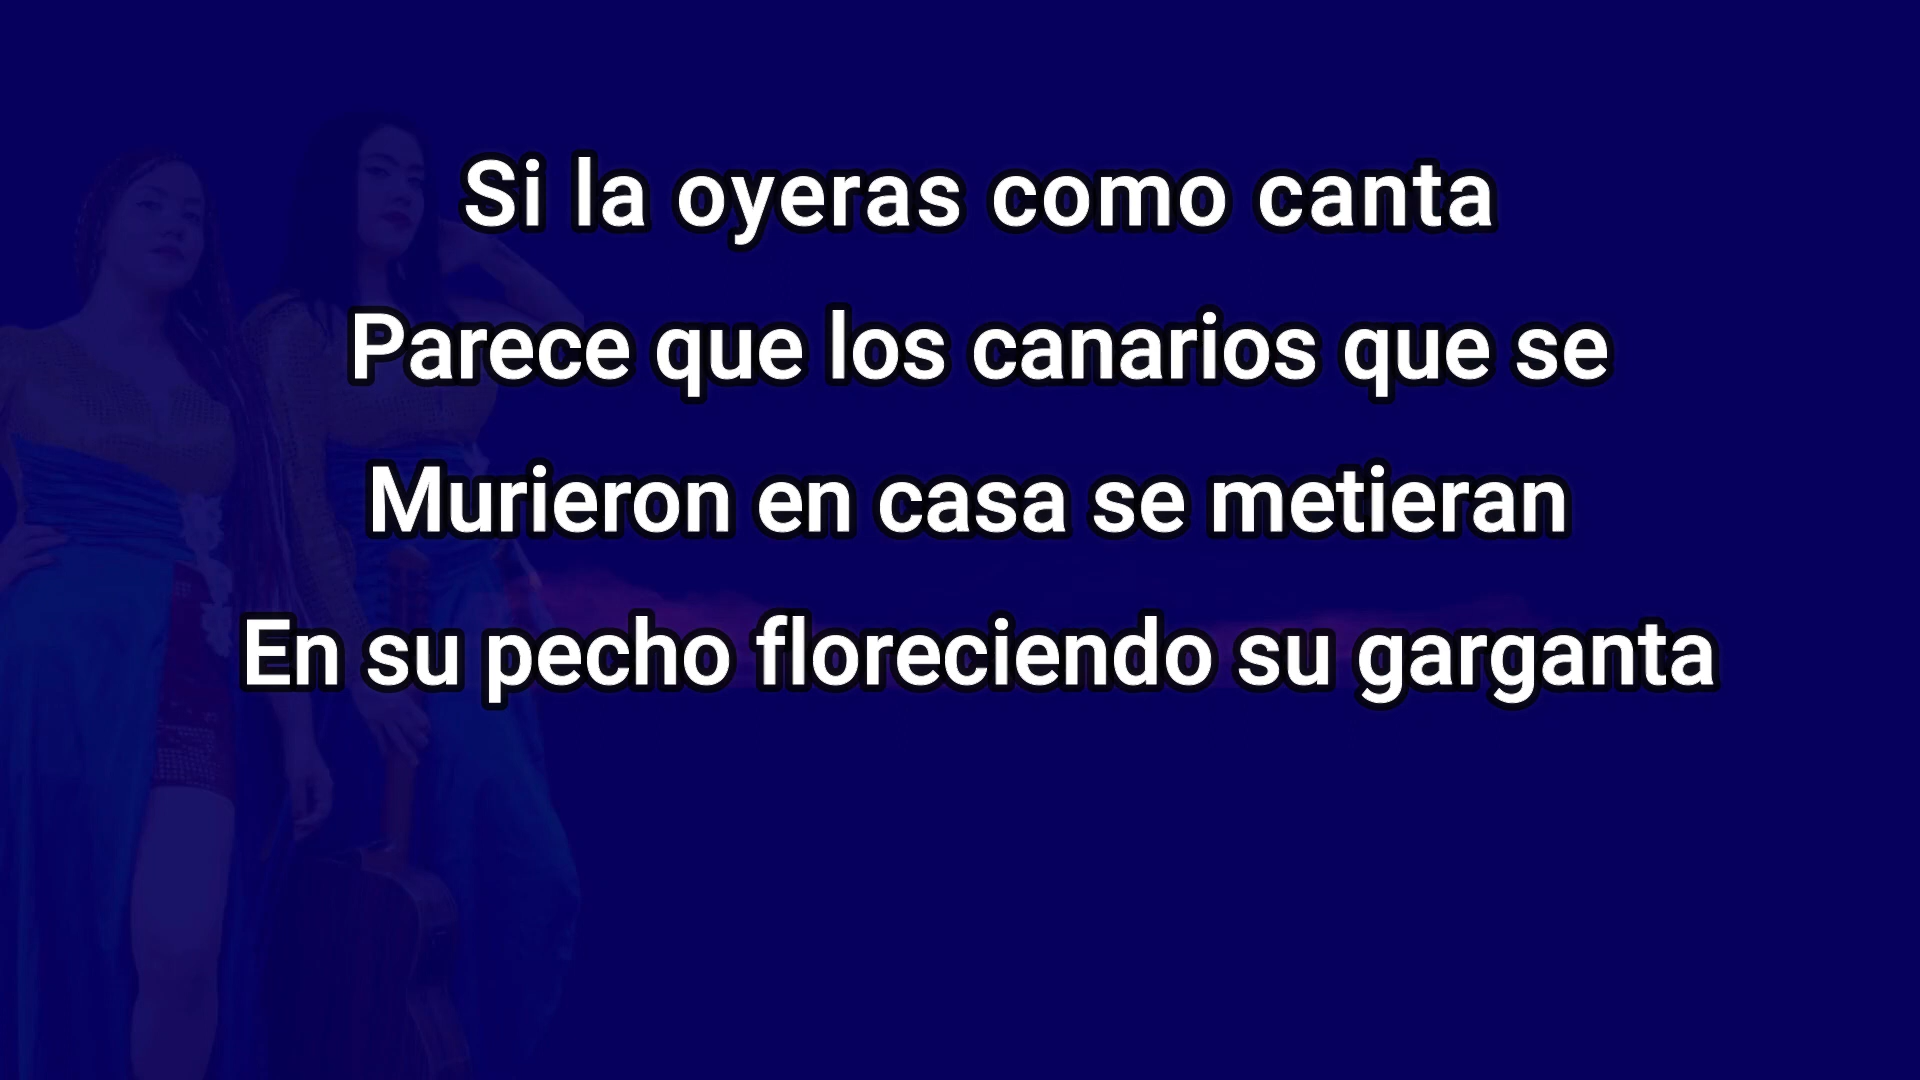 Si la oyeras como canta
Parece que los canarios que se
Murieron en casa se metieran
En su pecho floreciendo su garganta